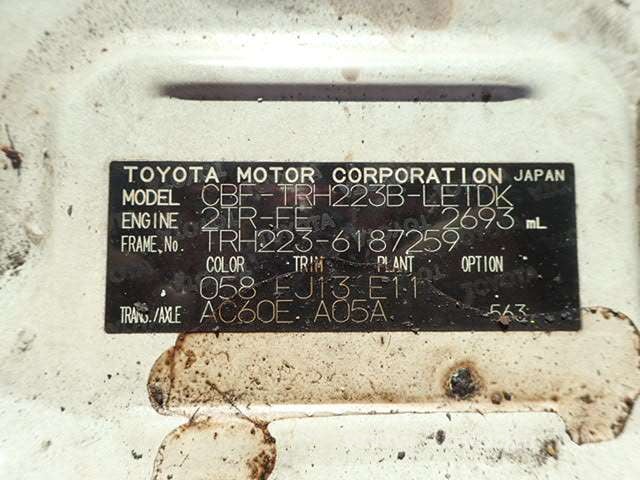 TOYOTA MOTOR CORPORATION JAPAN
MODEL CBF-TRH223B-LETDK
ENGINE 2TR-FE 2693 mL
FRAME No. TRH223-6187259
COLOR TRIM PLANT OPTION
058 FJ13 E11
TRANS./AXLE AC60E A05A 563